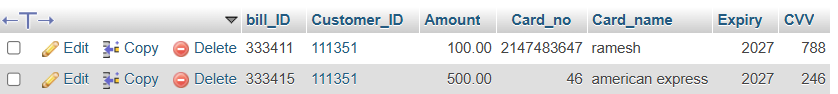 bill_ID Customer_ID Amount Card_no Card_name Expiry CVV
Edit Copy Delete 333411 111351 100.00 2147483647 ramesh 2027 788
Edit Copy Delete 333415 111351 500.00 46 american express 2027 246